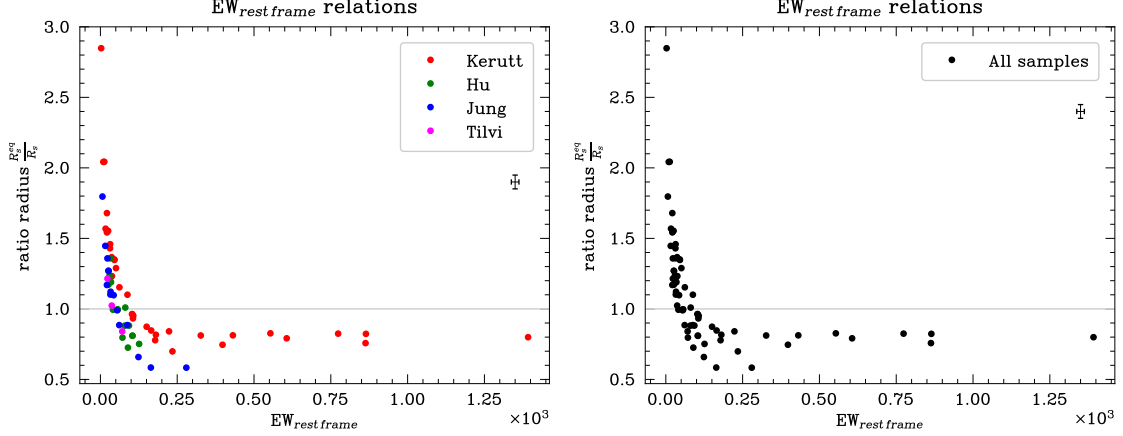 EW_{rest frame} relations
3.0
2.5
2.0
1.5
1.0
0.5
ratio radius \frac{R_s^{eq}}{R_s}
Kerutt
Hu
Jung
Tilvi
0.00 0.25 0.50 0.75 1.00 1.25
×10³
EW_{rest frame}
EW_{rest frame} relations
3.0
2.5
2.0
1.5
1.0
0.5
ratio radius \frac{R_s^{eq}}{R_s}
All samples
0.00 0.25 0.50 0.75 1.00 1.25
×10³
EW_{rest frame}